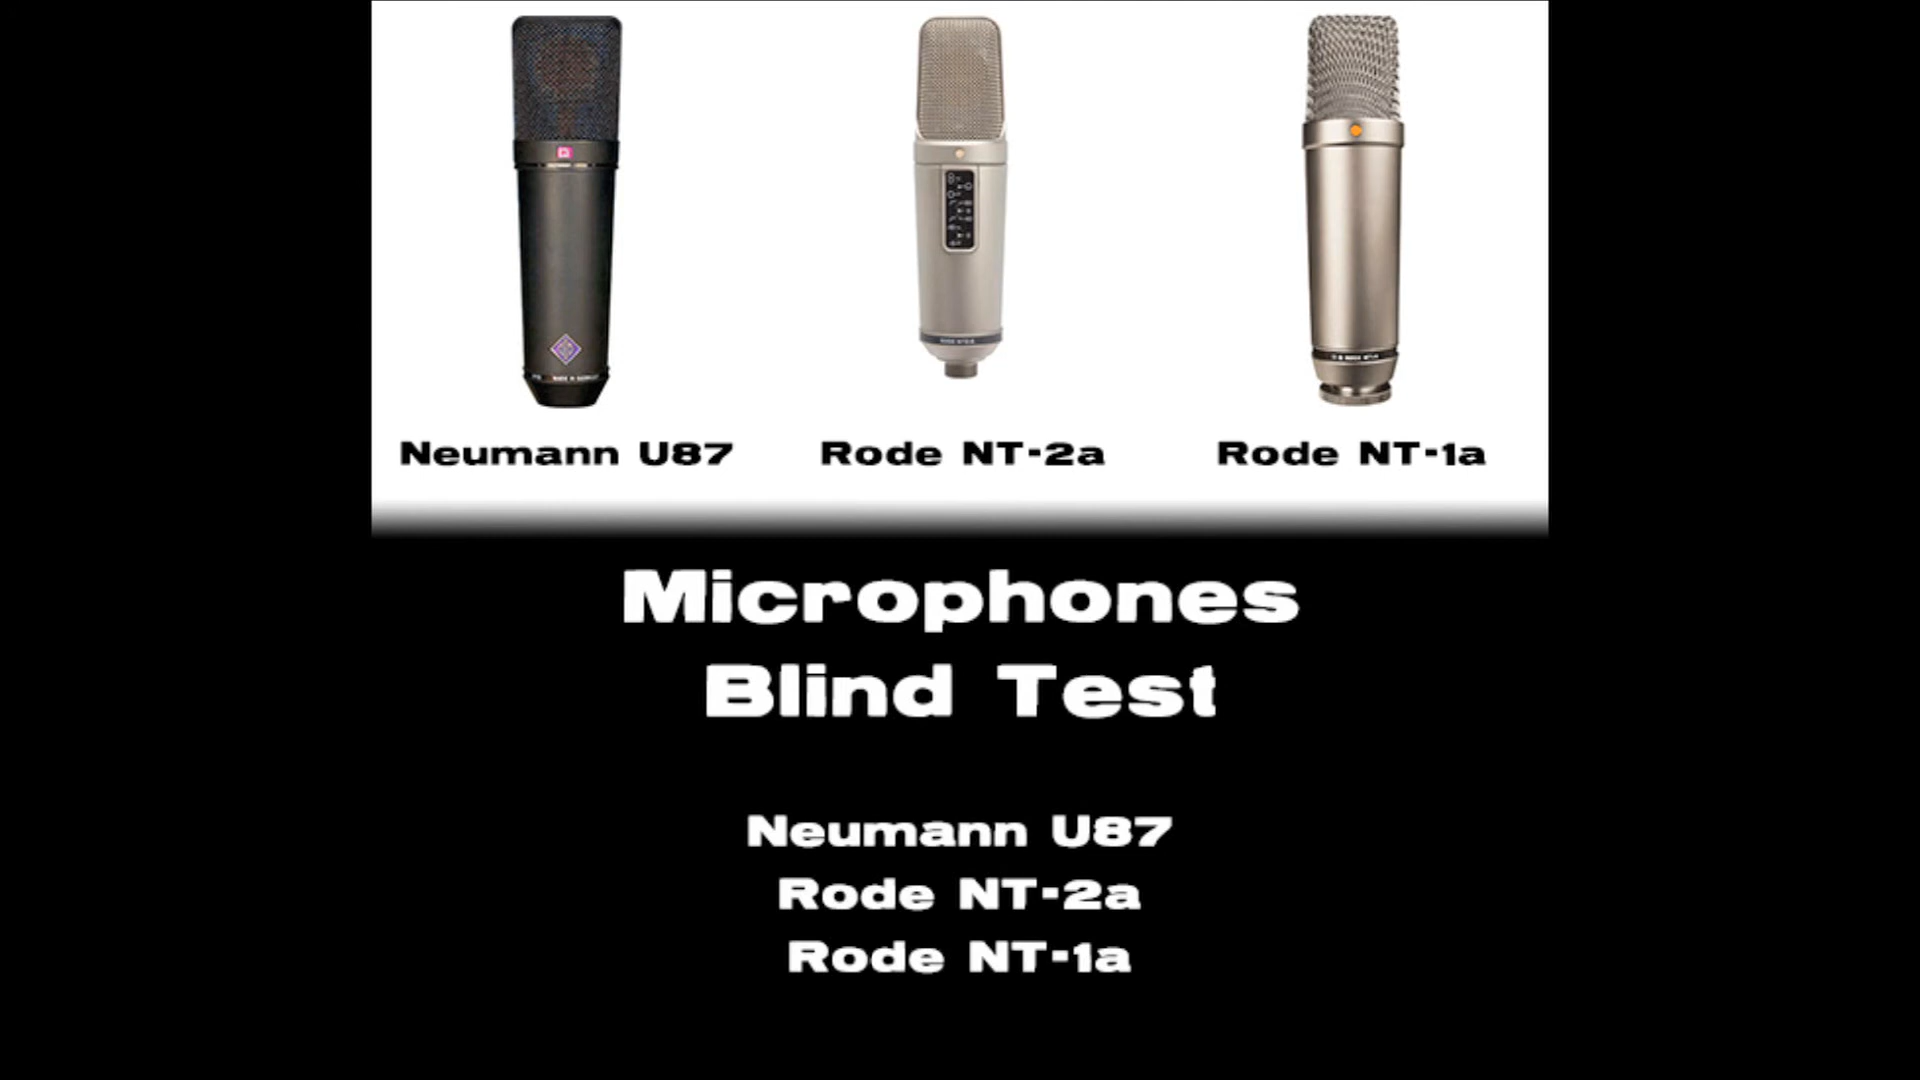 Neumann U87
Rode NT-2a
Rode NT-1a
Microphones
Blind Test
Neumann U87
Rode NT-2a
Rode NT-1a